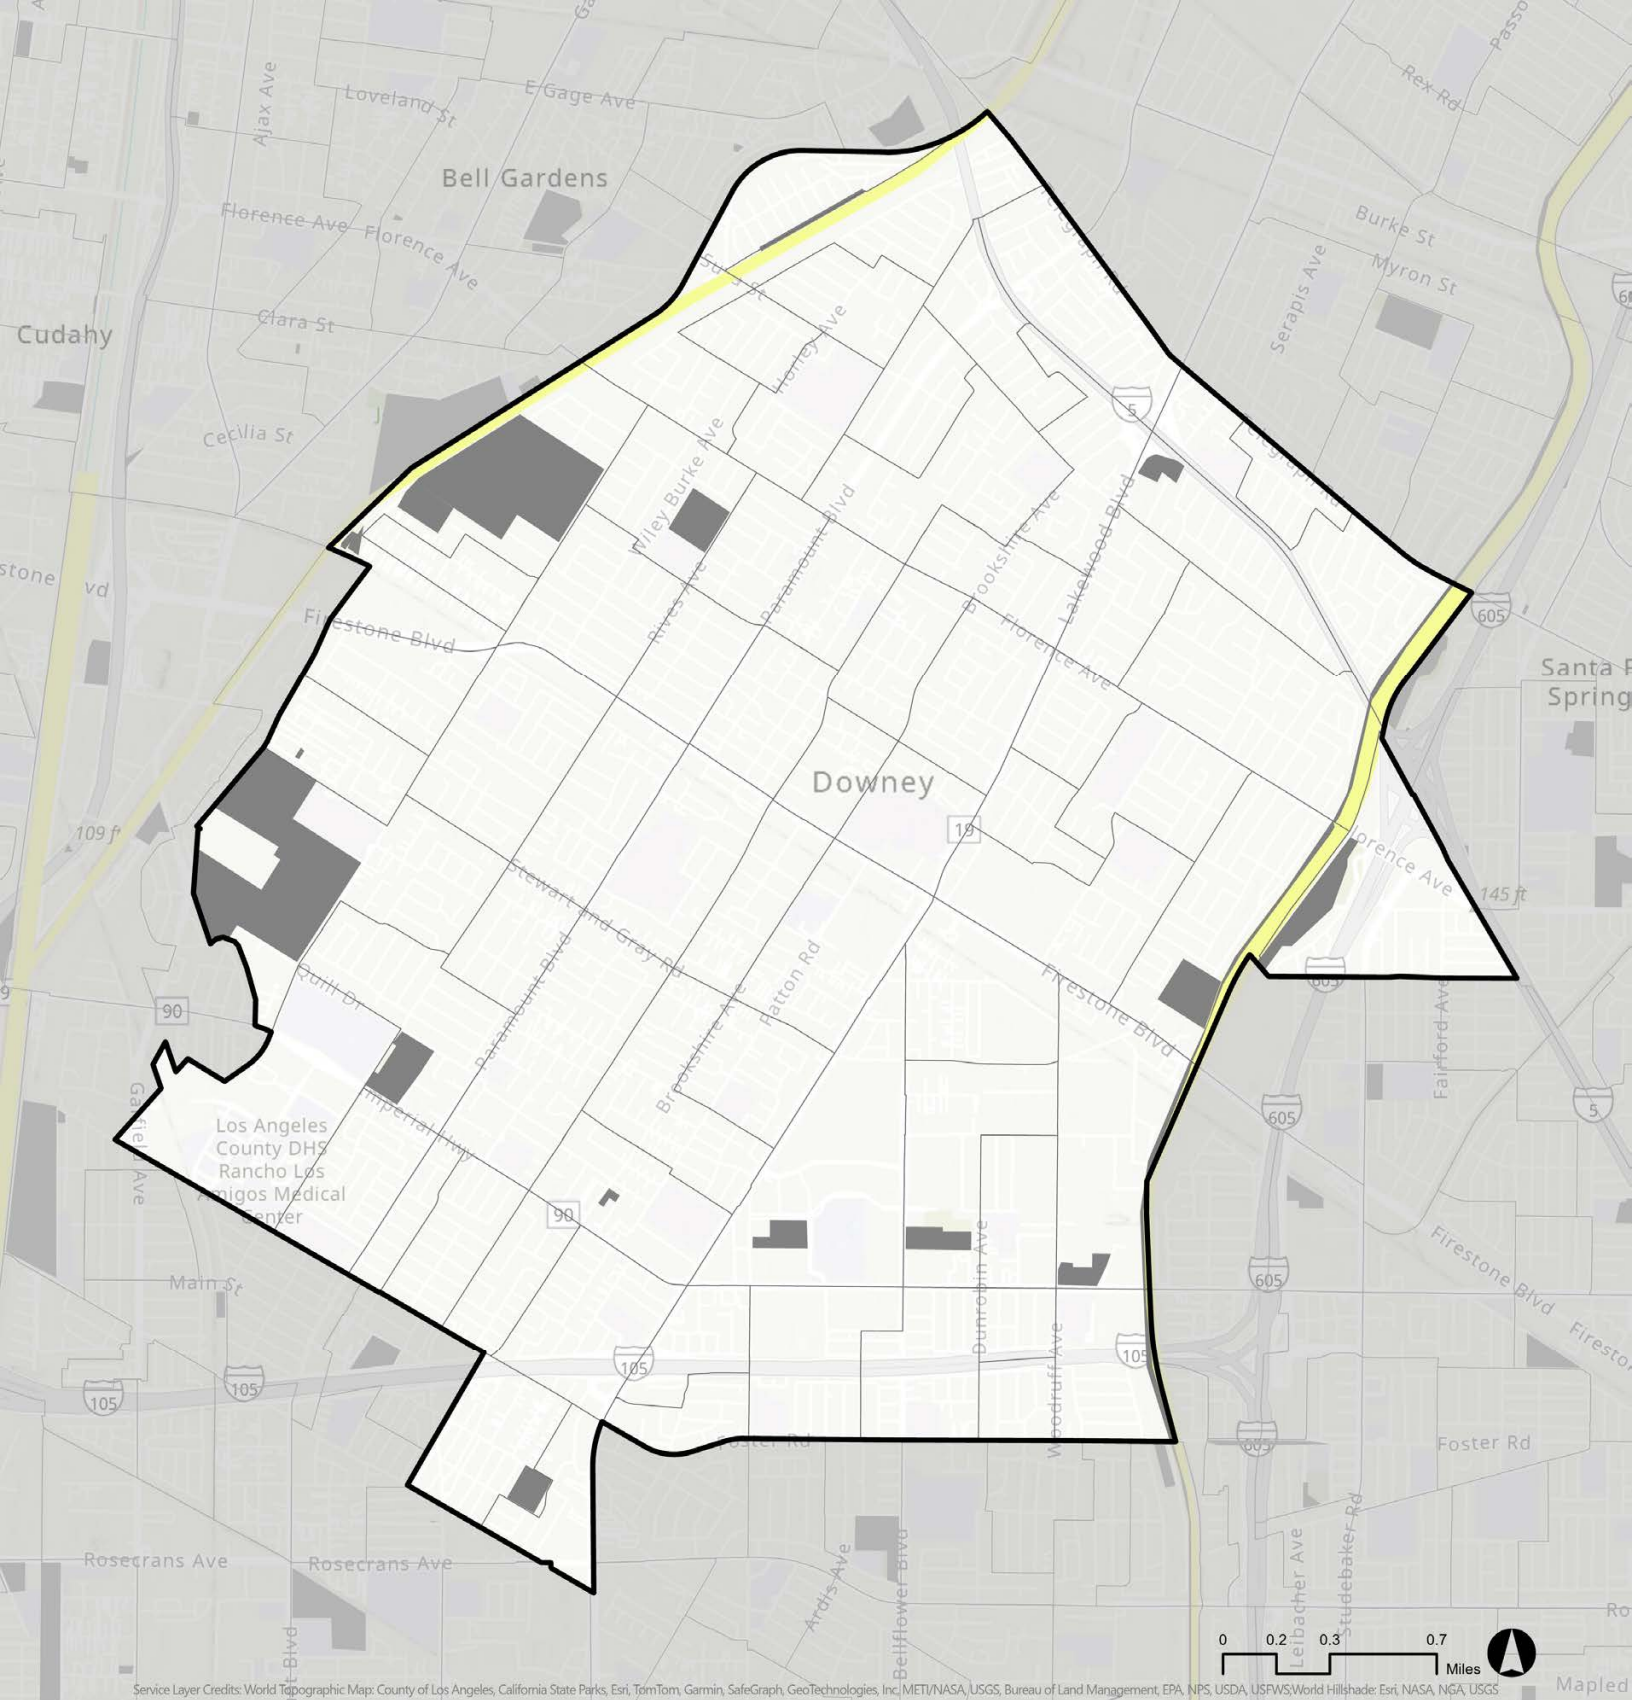 Ajax Ave
Loveland St
E Gage Ave
Rex Rd
Bell Gardens
Florence Ave
Florence Ave
Burke St
Myron St
Serapis Ave
Clara St
Cudahy
Horley Ave
5
Cecilia St
Wiley Burke Ave
Paramount Blvd
Brookshire Ave
Lakewood Blvd
Rives Ave
605
Firestone Blvd
Florence Ave
Santa F
Spring
Downey
109 ft
19
lorence Ave
145 ft
Stewart and Gray Rd
Paramount Blvd
Patton Rd
Quill Dr
605
Firestone Blvd
90
Brookshire Ave
Fairford Ave
Garfield Ave
Imperial Hwy
605
5
Los Angeles
County DHS
Rancho Los
Amigos Medical
Center
90
Dunrobin Ave
605
Firestone Blvd
Main St
Woodruff Ave
105
105
105
105
Foster Rd
605
Foster Rd
Rosecrans Ave
Rosecrans Ave
Ardis Ave
Bellflower Blvd
Leibacher Ave
Studebaker Rd
0 0.2 0.3 0.7
Miles
Service Layer Credits: World Topographic Map: County of Los Angeles, California State Parks, Esri, TomTom, Garmin, SafeGraph, GeoTechnologies, Inc, METI/NASA, USGS, Bureau of Land Management, EPA, NPS, USDA, USFWS;World Hillshade: Esri, NASA, NGA, USGS